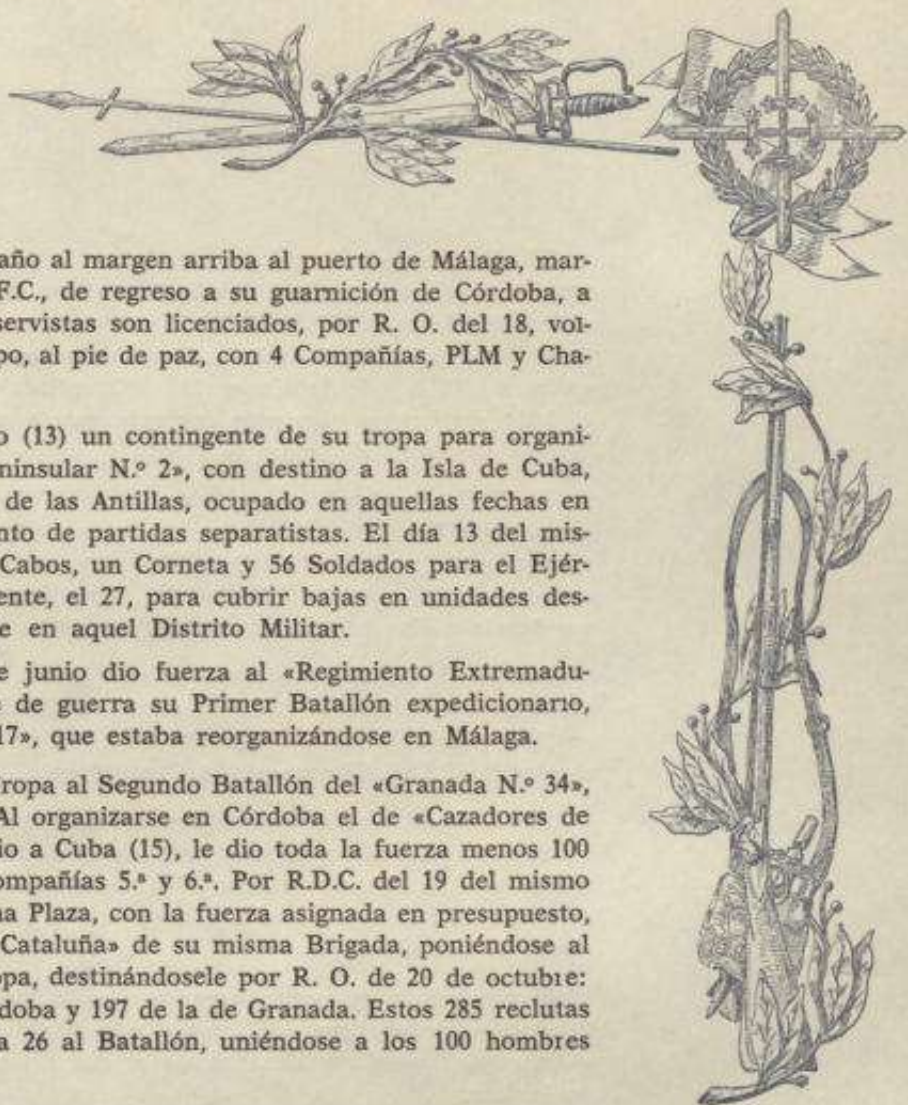 año al margen arriba al puerto de Málaga, mar-
F.C., de regreso a su guarnición de Córdoba, a
servistas son licenciados, por R. O. del 18, vol-
po, al pie de paz, con 4 Compañías, PLM y Cha-
o (13) un contingente de su tropa para organi-
eninsular N.º 2», con destino a la Isla de Cuba,
de las Antillas, ocupado en aquellas fechas en
nto de partidas separatistas. El día 13 del mis-
Cabos, un Corneta y 56 Soldados para el Ejér-
ente, el 27, para cubrir bajas en unidades des-
e en aquel Distrito Militar.
e junio dio fuerza al «Regimiento Extremadu-
de guerra su Primer Batallón expedicionario,
17», que estaba reorganizándose en Málaga.
ropa al Segundo Batallón del «Granada N.º 34»,
Al organizarse en Córdoba el de «Cazadores de
io a Cuba (15), le dio toda la fuerza menos 100
ompañías 5.ª y 6.ª. Por R.D.C. del 19 del mismo
na Plaza, con la fuerza asignada en presupuesto,
Cataluña» de su misma Brigada, poniéndose al
opa, destinándosele por R. O. de 20 de octubre:
rdoba y 197 de la de Granada. Estos 285 reclutas
a 26 al Batallón, uniéndose a los 100 hombres